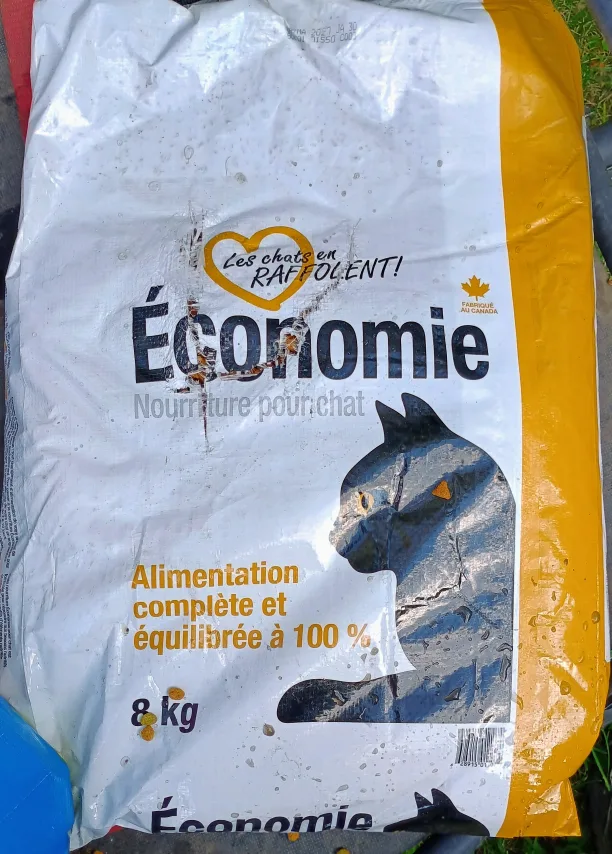 Les chats en
RAFFOLENT!
FABRIQUÉ
AU CANADA
Économie
Nourriture pour chat
Alimentation
complète et
équilibrée à 100 %
8 kg
Économie